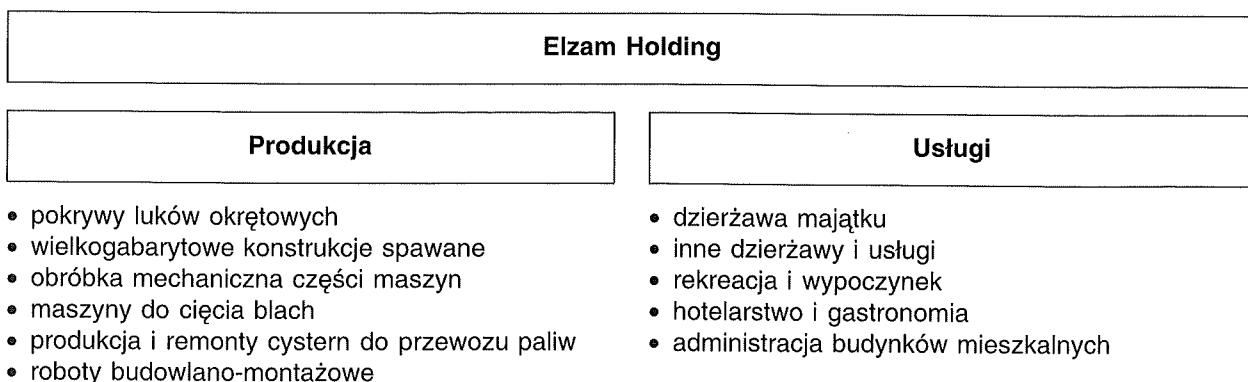 Elzam Holding
Produkcja
• pokrywy luków okrętowych
• wielkogabarytowe konstrukcje spawane
• obróbka mechaniczna części maszyn
• maszyny do cięcia blach
• produkcja i remonty cystern do przewozu paliw
• roboty budowlano-montażowe
Usługi
• dzierżawa majątku
• inne dzierżawy i usługi
• rekreacja i wypoczynek
• hotelarstwo i gastronomia
• administracja budynków mieszkalnych